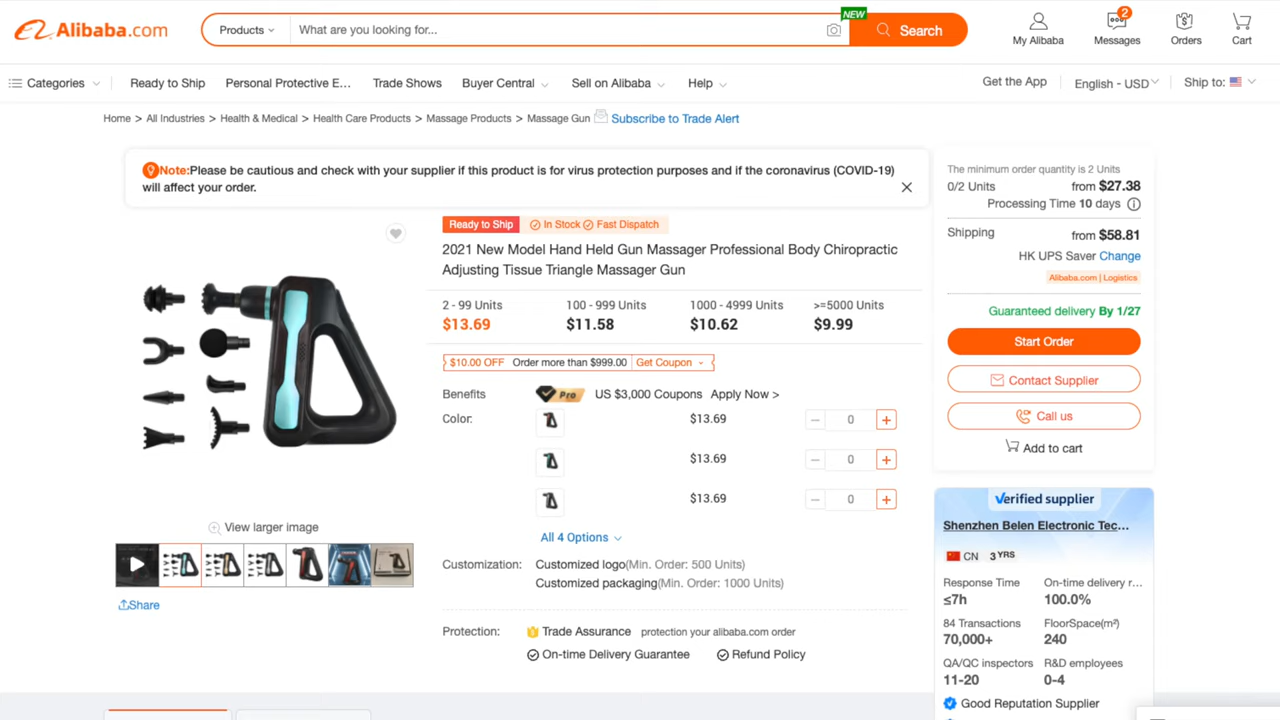 Alibaba.com
Products
What are you looking for...
NEW
Search
My Alibaba
2
Messages
Orders
Cart
Categories
Ready to Ship
Personal Protective E...
Trade Shows
Buyer Central
Sell on Alibaba
Help
Get the App
English - USD
Ship to:
Home > All Industries > Health & Medical > Health Care Products > Massage Products > Massage Gun
Subscribe to Trade Alert
Note:Please be cautious and check with your supplier if this product is for virus protection purposes and if the coronavirus (COVID-19)
will affect your order.
Ready to Ship
In Stock
Fast Dispatch
2021 New Model Hand Held Gun Massager Professional Body Chiropractic
Adjusting Tissue Triangle Massager Gun
2 - 99 Units
100 - 999 Units
1000 - 4999 Units
>=5000 Units
$13.69
$11.58
$10.62
$9.99
$10.00 OFF
Order more than $999.00
Get Coupon
Benefits
Pro
US $3,000 Coupons
Apply Now >
Color:
$13.69
0
$13.69
0
$13.69
0
All 4 Options
Customization:
Customized logo(Min. Order: 500 Units)
Customized packaging(Min. Order: 1000 Units)
Protection:
Trade Assurance
protection your alibaba.com order
On-time Delivery Guarantee
Refund Policy
View larger image
Share
The minimum order quantity is 2 Units
0/2 Units
from $27.38
Processing Time 10 days
Shipping
from $58.81
HK UPS Saver Change
Alibaba.com | Logistics
Guaranteed delivery By 1/27
Start Order
Contact Supplier
Call us
Add to cart
Verified supplier
Shenzhen Belen Electronic Tec...
CN
3 YRS
Response Time
On-time delivery r...
≤7h
100.0%
84 Transactions
FloorSpace(m²)
70,000+
240
QA/QC inspectors
R&D employees
11-20
0-4
Good Reputation Supplier